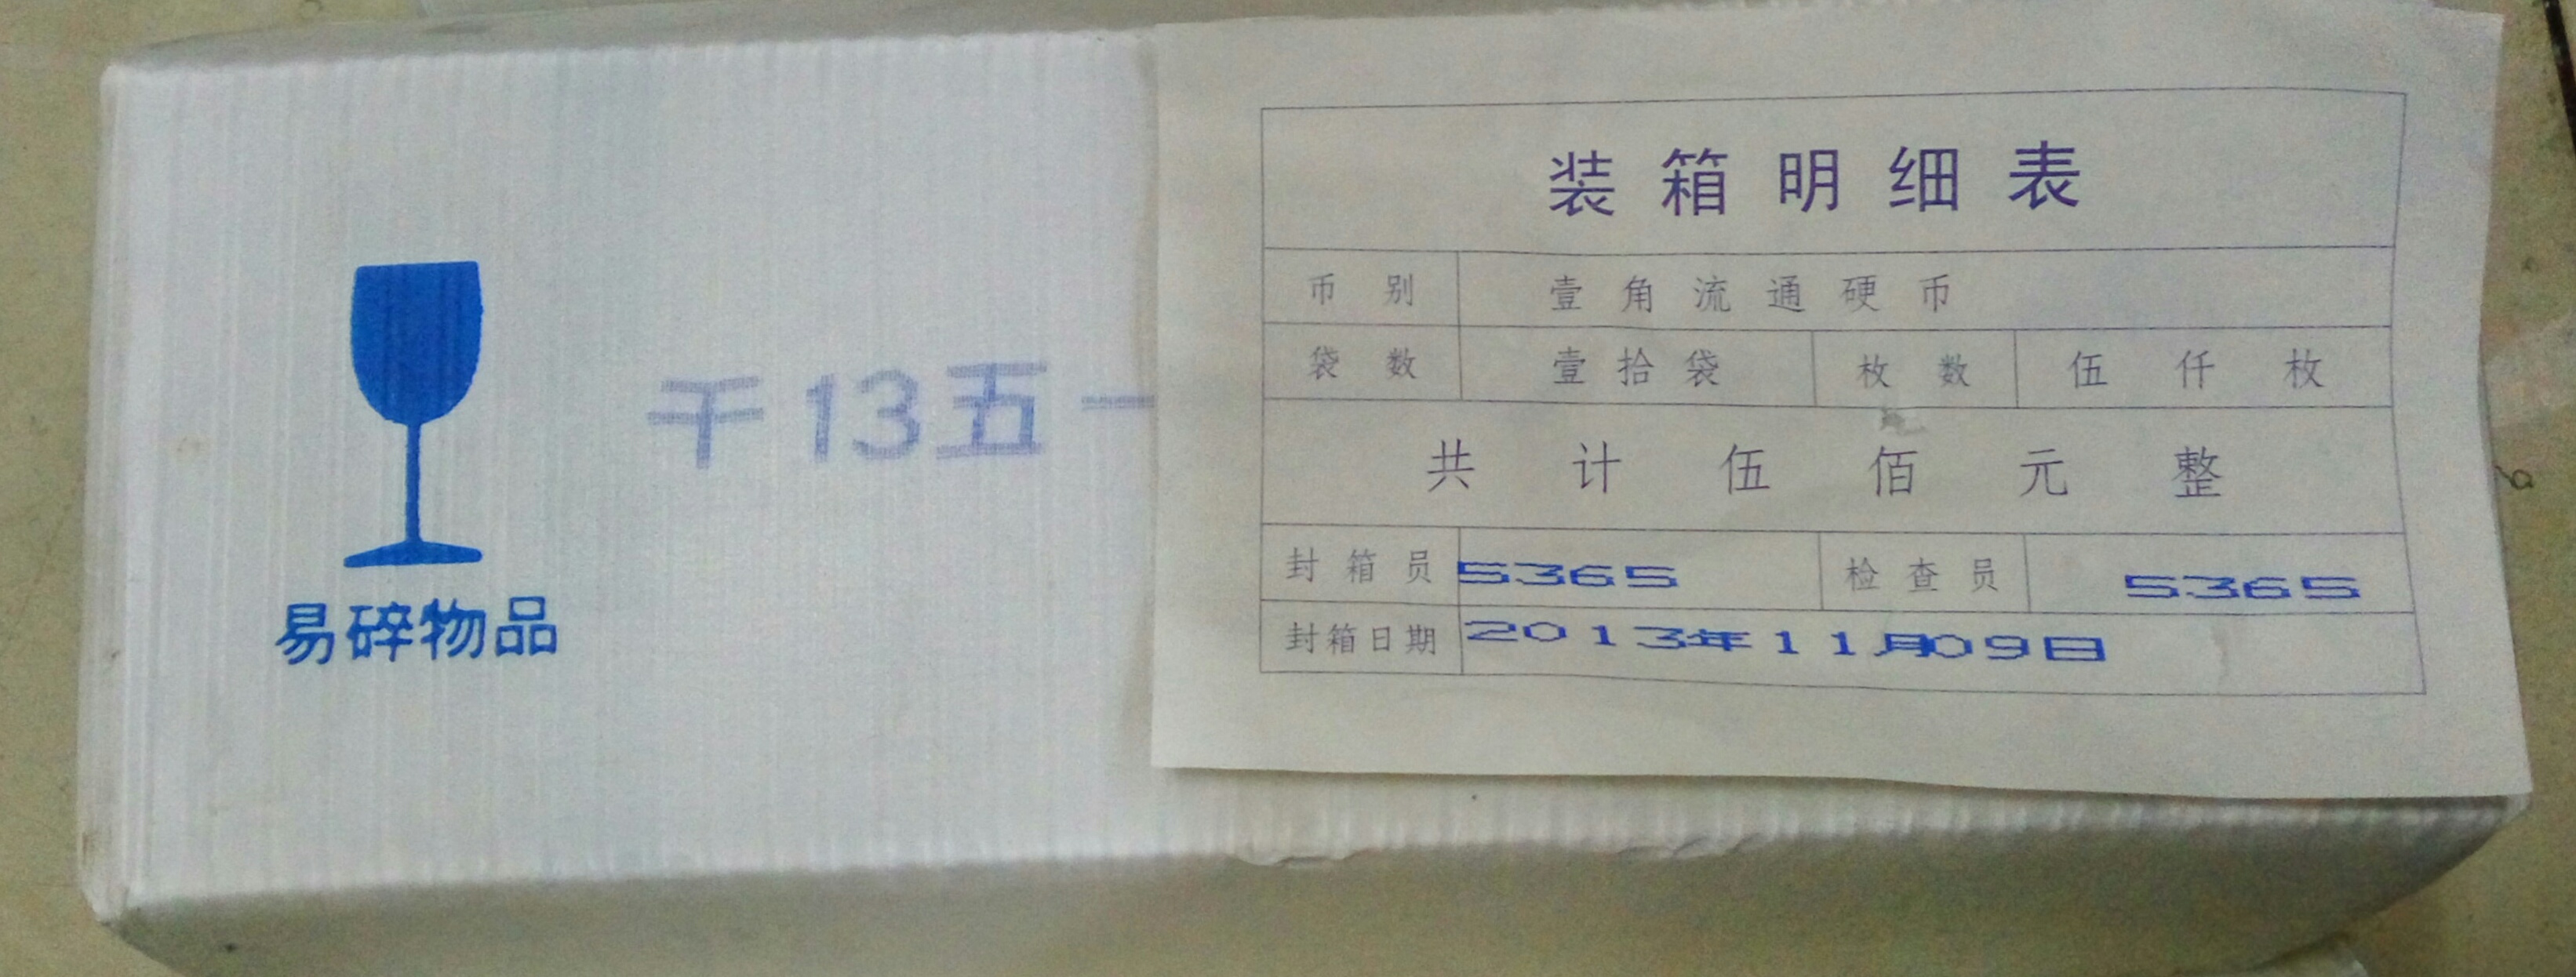 易碎物品
干13五一
装箱明细表
币别 壹角流通硬币
袋数 壹拾袋 枚数 伍仟枚
共计伍佰元整
封箱员 5365 检查员 5365
封箱日期 2013年11月09日